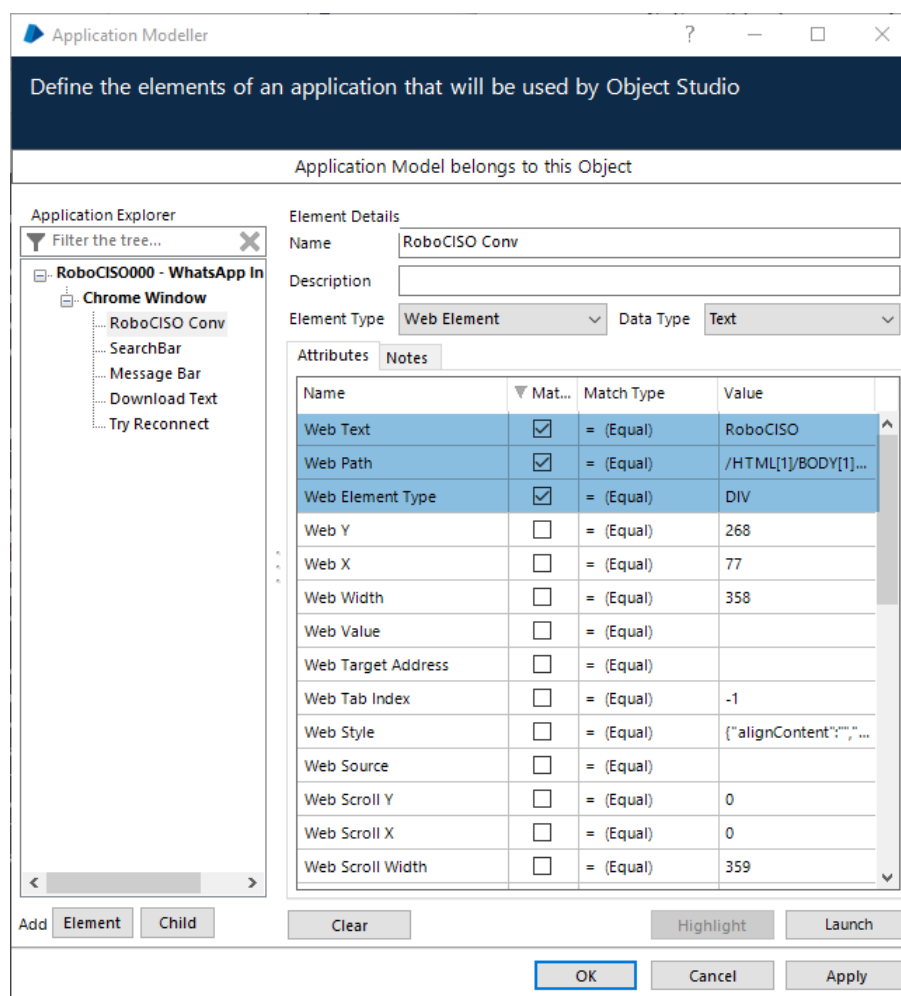 Application Modeller
?
Define the elements of an application that will be used by Object Studio
Application Model belongs to this Object
Application Explorer
Filter the tree...
RoboCISO000 - WhatsApp In
Chrome Window
RoboCISO Conv
SearchBar
Message Bar
Download Text
Try Reconnect
Add Element Child
Element Details
Name RoboCISO Conv
Description
Element Type Web Element Data Type Text
Attributes Notes
Name Mat... Match Type Value
Web Text = (Equal) RoboCISO
Web Path = (Equal) /HTML[1]/BODY[1]...
Web Element Type = (Equal) DIV
Web Y = (Equal) 268
Web X = (Equal) 77
Web Width = (Equal) 358
Web Value = (Equal)
Web Target Address = (Equal)
Web Tab Index = (Equal) -1
Web Style = (Equal) {"alignContent":"","...
Web Source = (Equal)
Web Scroll Y = (Equal) 0
Web Scroll X = (Equal) 0
Web Scroll Width = (Equal) 359
Clear Highlight Launch
OK Cancel Apply